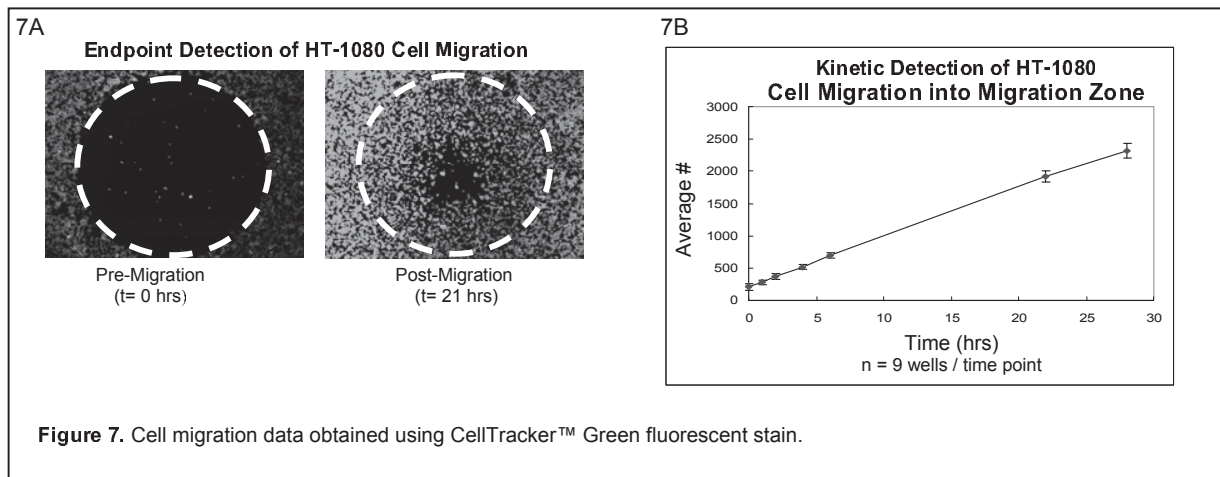 7A
Endpoint Detection of HT-1080 Cell Migration
Pre-Migration
(t= 0 hrs)
Post-Migration
(t= 21 hrs)
7B
Kinetic Detection of HT-1080
Cell Migration into Migration Zone
Average #
3000
2500
2000
1500
1000
500
0
0 5 10 15 20 25 30
Time (hrs)
n = 9 wells / time point
Figure 7. Cell migration data obtained using CellTracker™ Green fluorescent stain.